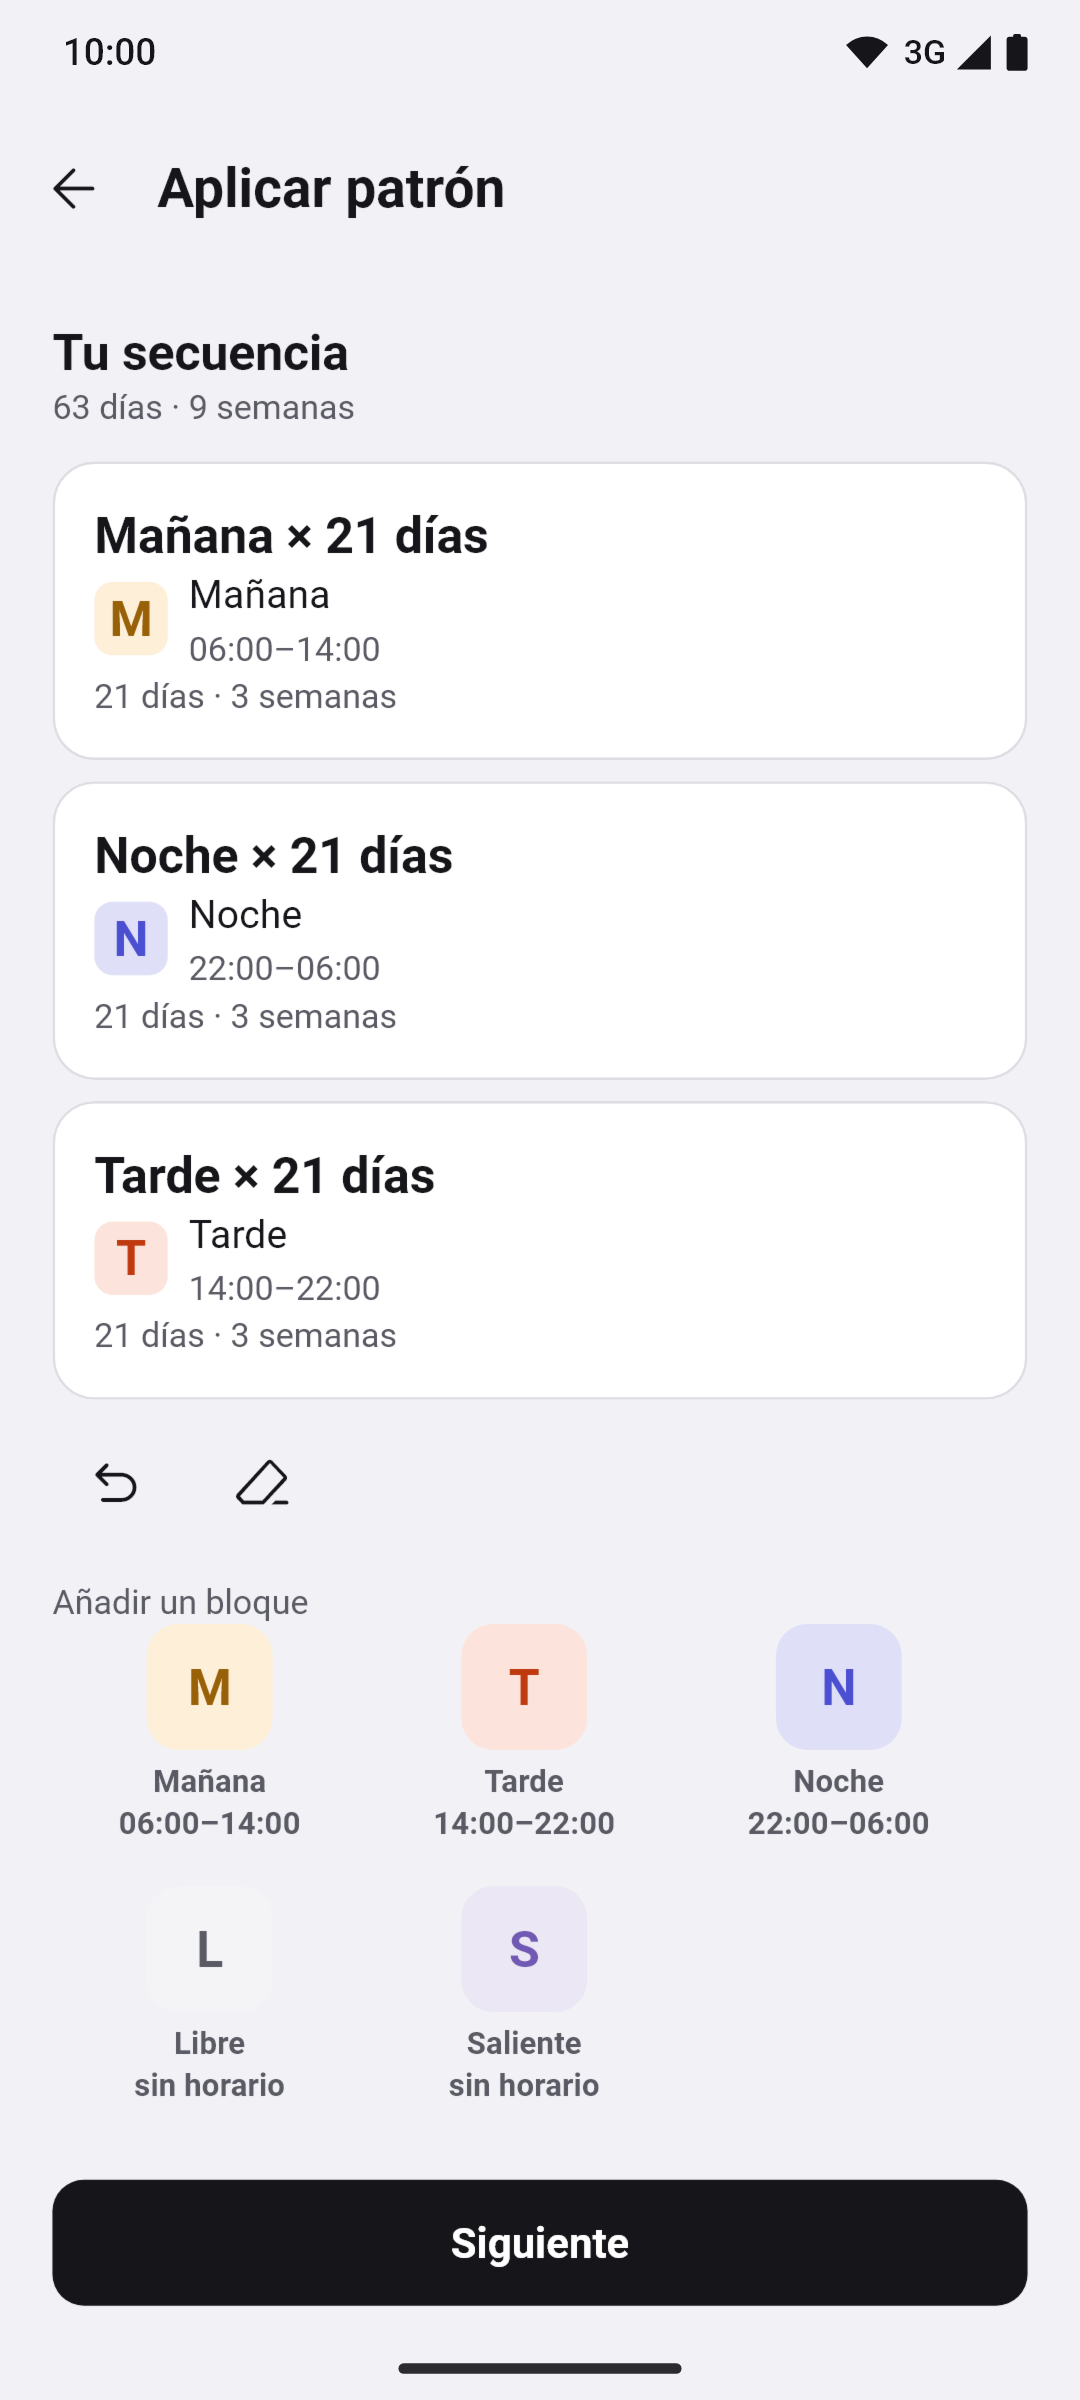 10:00
3G
Aplicar patrón
Tu secuencia
63 días · 9 semanas
Mañana × 21 días
M
Mañana
06:00–14:00
21 días · 3 semanas
Noche × 21 días
N
Noche
22:00–06:00
21 días · 3 semanas
Tarde × 21 días
T
Tarde
14:00–22:00
21 días · 3 semanas
Añadir un bloque
M
T
N
Mañana
Tarde
Noche
06:00–14:00
14:00–22:00
22:00–06:00
L
S
Libre
Saliente
sin horario
sin horario
Siguiente